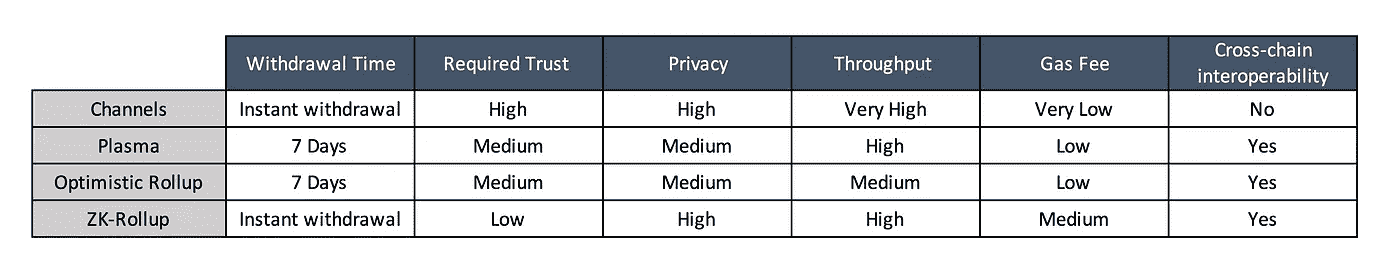 Withdrawal Time Required Trust Privacy Throughput Gas Fee Cross-chain
interoperability
Channels Instant withdrawal High High Very High Very Low No
Plasma 7 Days Medium Medium High Low Yes
Optimistic Rollup 7 Days Medium Medium Medium Low Yes
ZK-Rollup Instant withdrawal Low High High Medium Yes